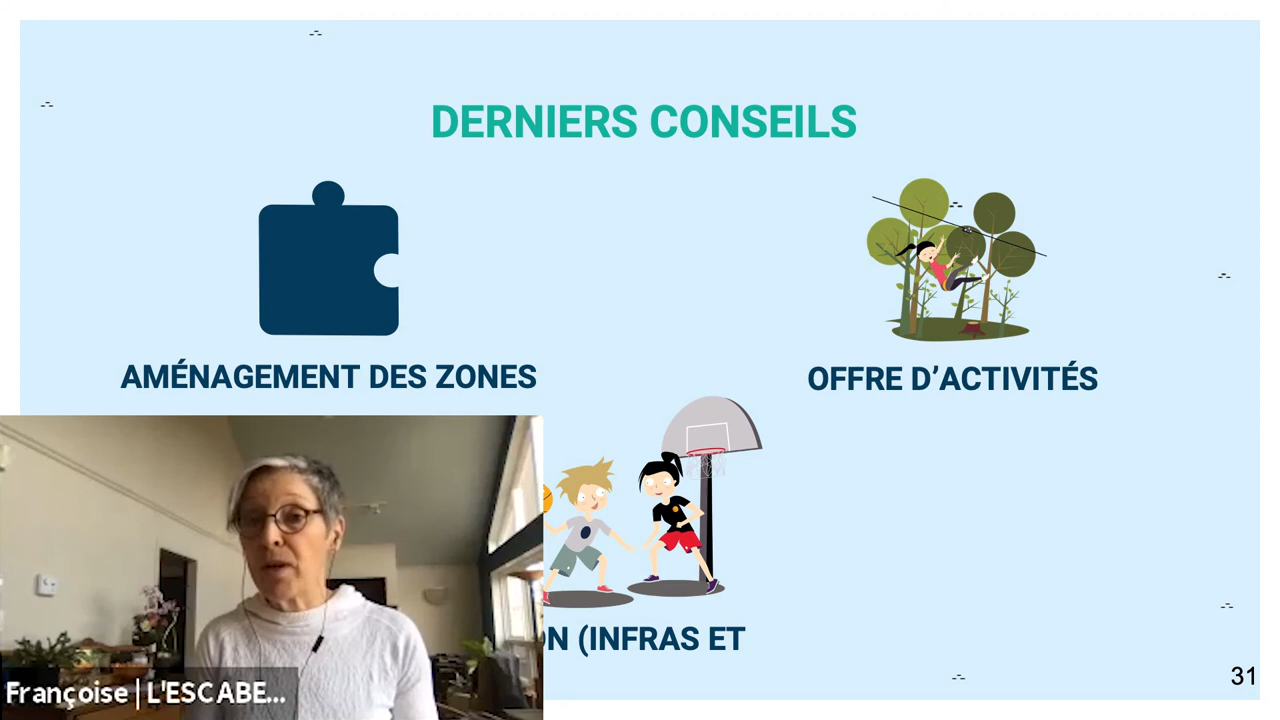 DERNIERS CONSEILS
AMÉNAGEMENT DES ZONES
OFFRE D’ACTIVITÉS
(INFRAS ET
Françoise | L'ESCABE...
31